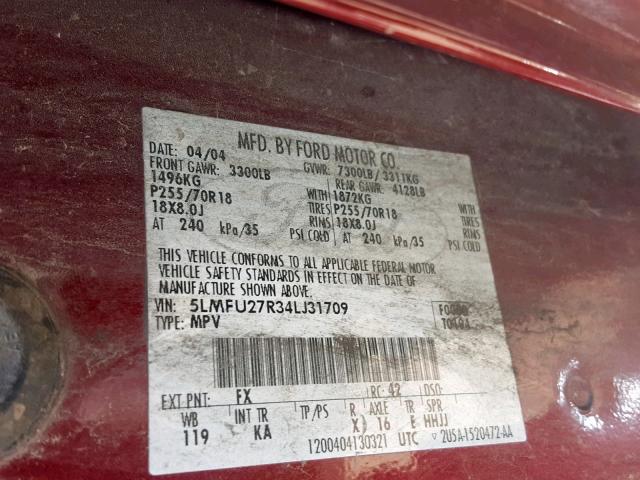 MFD. BY FORD MOTOR CO.
DATE: 04/04 GVWR: 7300LB/ 3311KG
FRONT GAWR: 3300LB REAR GAWR: 4128LB
1496KG WITH 1872KG WITH
P255/70R18 TIRES P255/70R18 TIRES
18X8.0J RIMS 18X8.0J RIMS
AT 240 kPa/35 PSI COLD AT 240 kPa/35 PSI COLD
THIS VEHICLE CONFORMS TO ALL APPLICABLE FEDERAL MOTOR
VEHICLE SAFETY STANDARDS IN EFFECT ON THE DATE OF
MANUFACTURE SHOWN ABOVE.
VIN: 5LMFU27R34LJ31709
TYPE: MPV
EXT PNT: FX RC: 42 DSO:
WB INT TR TP/PS R AXLE TR SPR
119 KA X) 16 E HHJJ
1200404130321 UTC ▽ 2U5A-1520472-AA